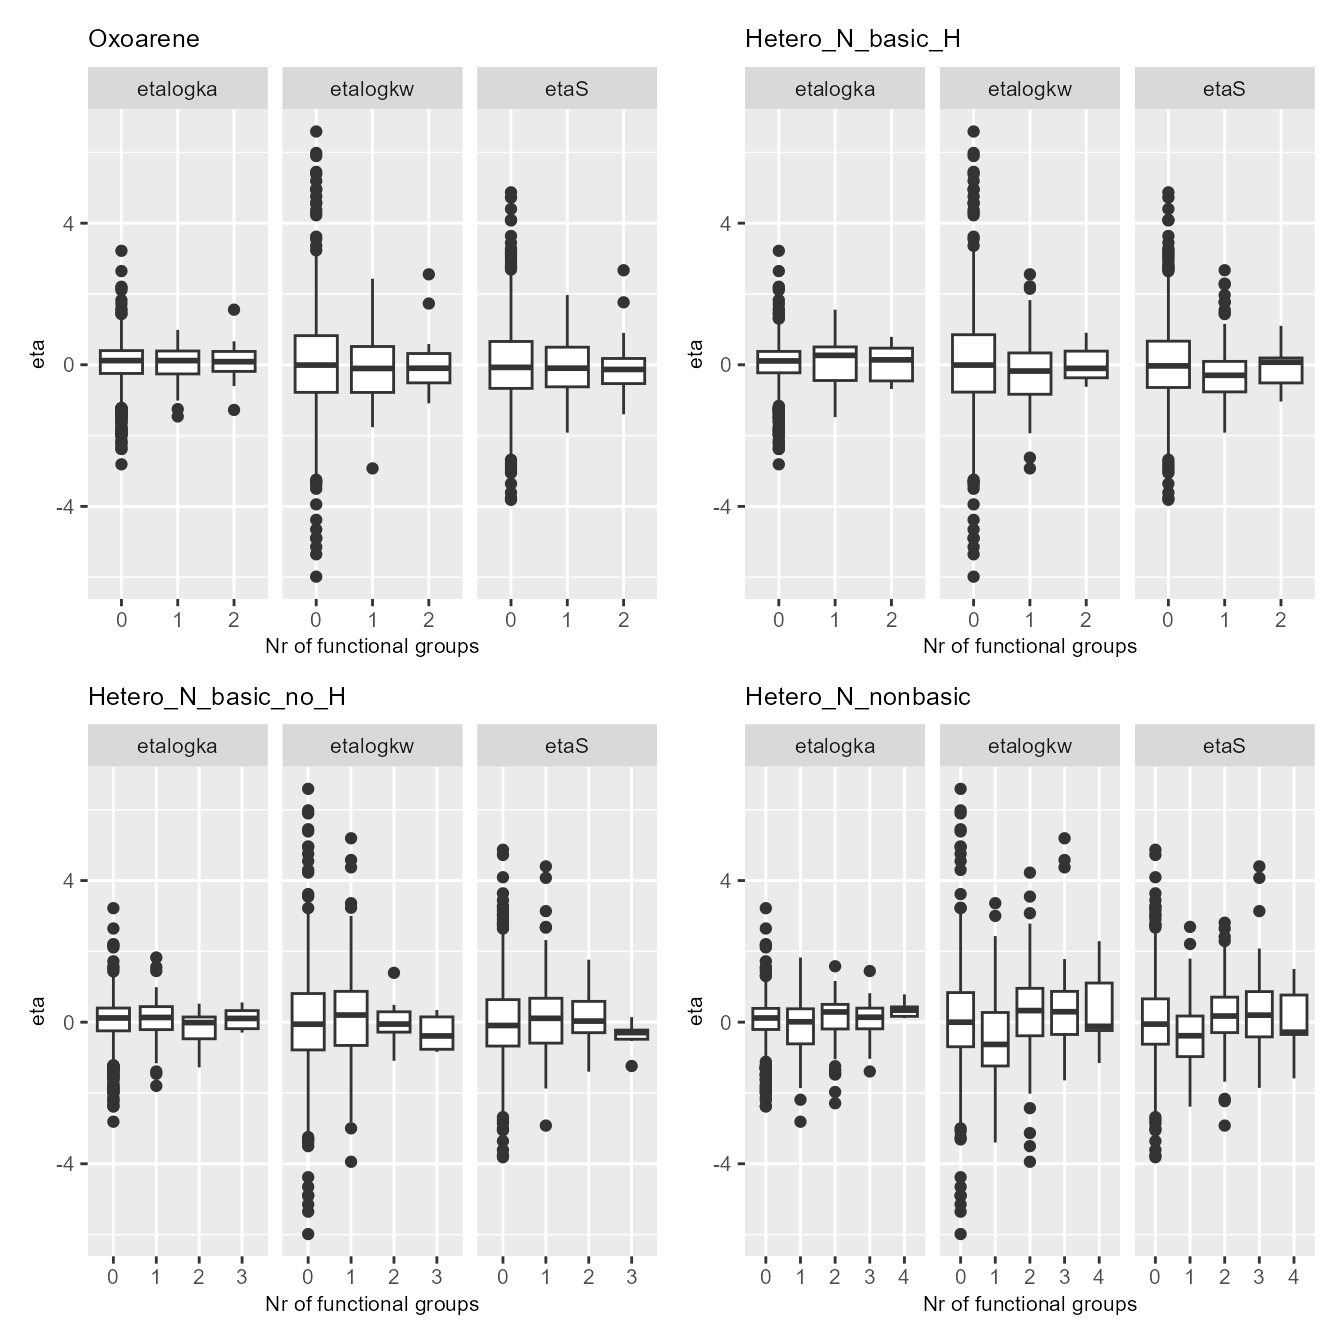 Oxoarene
etalogka etalogkw etaS
4
0
-4
eta
0 1 2 0 1 2 0 1 2
Nr of functional groups
Hetero_N_basic_H
etalogka etalogkw etaS
4
0
-4
eta
0 1 2 0 1 2 0 1 2
Nr of functional groups
Hetero_N_basic_no_H
etalogka etalogkw etaS
4
0
-4
eta
0 1 2 3 0 1 2 3 0 1 2 3
Nr of functional groups
Hetero_N_nonbasic
etalogka etalogkw etaS
4
0
-4
eta
0 1 2 3 4 0 1 2 3 4 0 1 2 3 4
Nr of functional groups